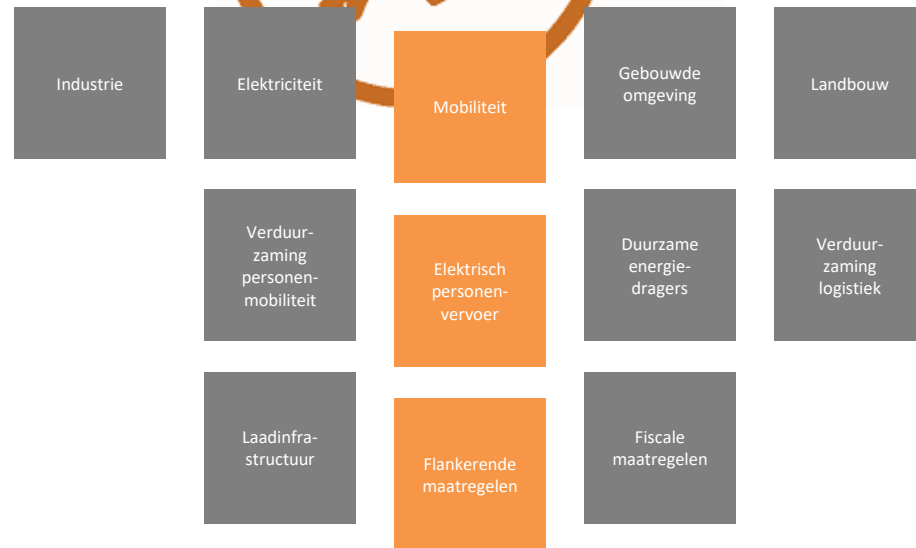 Industrie
Elektriciteit
Mobiliteit
Gebouwde
omgeving
Landbouw
Verduur-
zaming
personen-
mobiliteit
Elektrisch
personen-
vervoer
Duurzame
energie-
dragers
Verduur-
zaming
logistiek
Laadinfra-
structuur
Flankerende
maatregelen
Fiscale
maatregelen